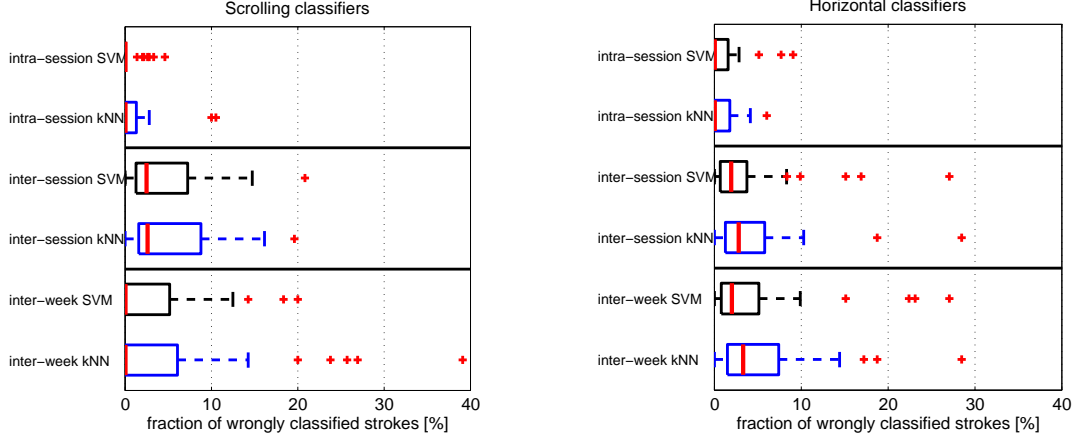 Scrolling classifiers
intra−session SVM
intra−session kNN
inter−session SVM
inter−session kNN
inter−week SVM
inter−week kNN
0 10 20 30 40
fraction of wrongly classified strokes [%]
Horizontal classifiers
intra−session SVM
intra−session kNN
inter−session SVM
inter−session kNN
inter−week SVM
inter−week kNN
0 10 20 30 40
fraction of wrongly classified strokes [%]